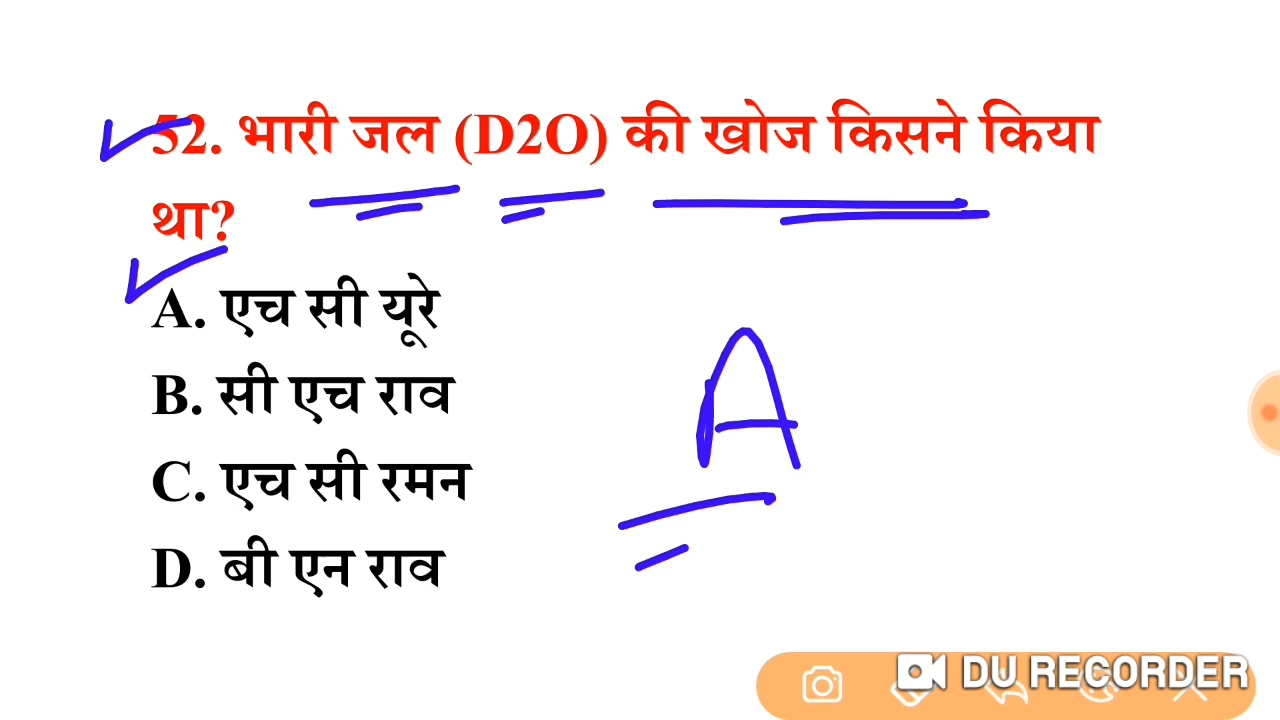 52. भारी जल (D2O) की खोज किसने किया
था?
A. एच सी यूरे
B. सी एच राव
C. एच सी रमन
D. बी एन राव
A
DU RECORDER